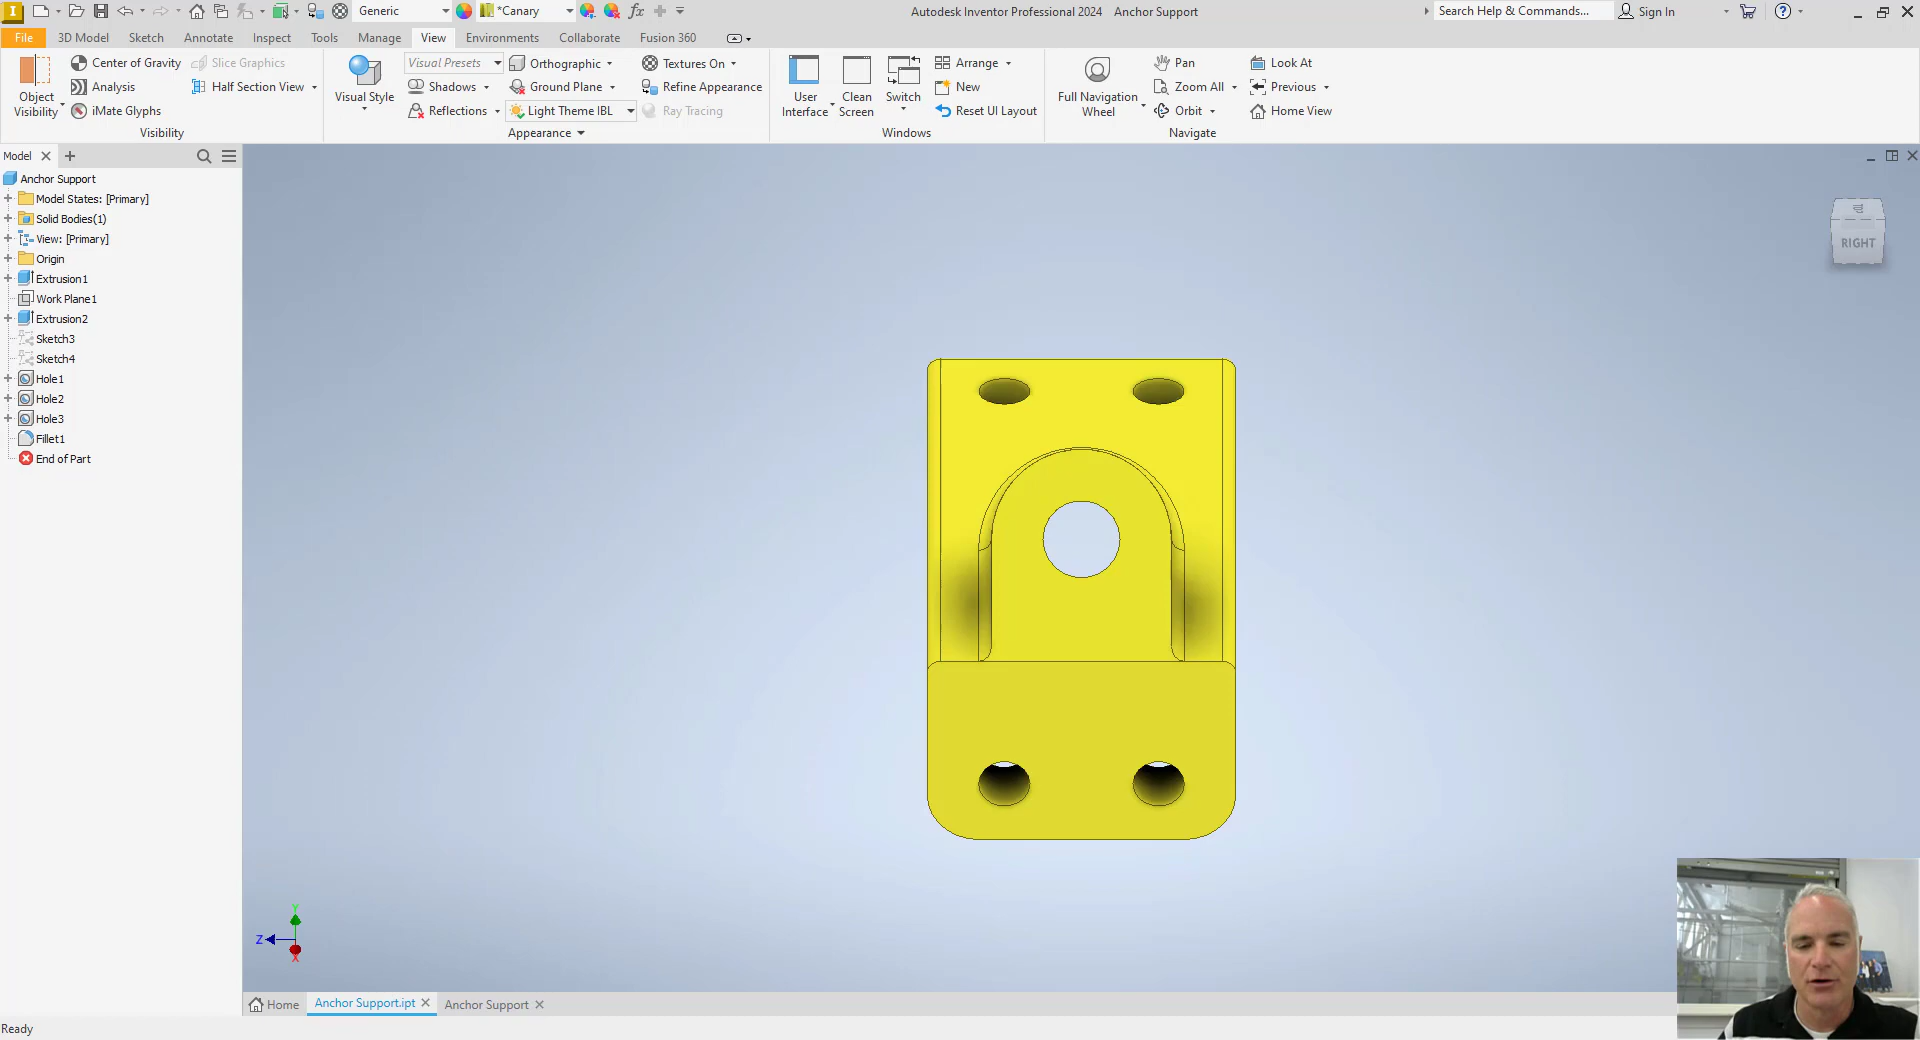 I Generic *Canary fx Autodesk Inventor Professional 2024 Anchor Support Search Help & Commands... Sign In
File 3D Model Sketch Annotate Inspect Tools Manage View Environments Collaborate Fusion 360
Object Visibility
Center of Gravity Slice Graphics
Analysis Half Section View
iMate Glyphs
Visibility
Visual Style
Visual Presets Orthographic Textures On
Shadows Ground Plane Refine Appearance
Reflections Light Theme IBL Ray Tracing
Appearance
User Interface
Clean Screen
Switch
Arrange
New
Reset UI Layout
Windows
Full Navigation Wheel
Pan Look At
Zoom All Previous
Orbit Home View
Navigate
Model
Anchor Support
Model States: [Primary]
Solid Bodies(1)
View: [Primary]
Origin
Extrusion1
Work Plane1
Extrusion2
Sketch3
Sketch4
Hole1
Hole2
Hole3
Fillet1
End of Part
RIGHT
Y
Z
X
Home Anchor Support.ipt Anchor Support
Ready